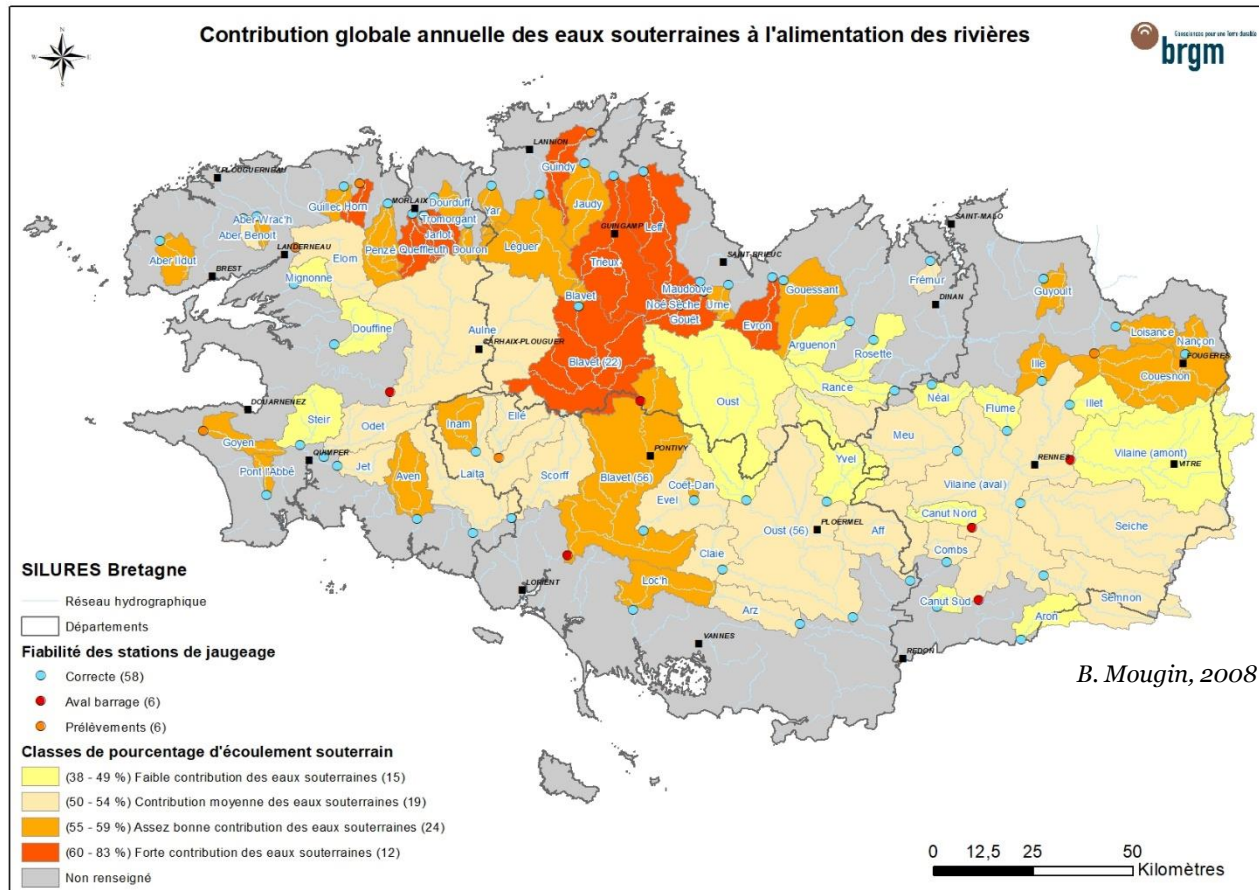 Contribution globale annuelle des eaux souterraines à l'alimentation des rivières
brgm
N
W
E
S
LANNION
PLOUGUERNEAU
Guindy
Jaudy
Guillec
Horn
MORLAIX
Dourduff
Yar
Tromorgant
Aber Wrac'h
Aber Benoit
Jarlot
GUINGAMP
Leff
SAINT-MALO
LANDERNEAU
Penzé
Queffleuth
Douron
Léguer
Aber Ildut
Elorn
Trieux
SAINT-BRIEUC
BREST
Mignonne
Maudouve
Gouessant
Frémur
Guyoult
Blavet
Noë Sèche
Urne
DINAN
Gouët
Evron
Douffine
Aulne
Arguenon
Loisance
Nançon
CARHAIX-PLOUGUER
Rosette
Blavet (22)
Ille
FOUGERES
Couesnon
Rance
DOUARNENEZ
Oust
Néal
Flume
Illet
Steir
Ellé
Odet
Inam
Goyen
Meu
PONTIVY
Yvel
Vilaine (amont)
QUIMPER
RENNES
VITRE
Pont l'Abbé
Jet
Aven
Laïta
Scorff
Blavet (56)
Coët-Dan
Evel
Vilaine (aval)
Canut Nord
Seiche
Oust (56)
PLOERMEL
Aff
Claie
Combs
SILURES Bretagne
LORIENT
Loc'h
Canut Sud
Semnon
Réseau hydrographique
Arz
Aron
Départements
VANNES
REDON
Fiabilité des stations de jaugeage
B. Mougin, 2008
Correcte (58)
Aval barrage (6)
Prélèvements (6)
Classes de pourcentage d'écoulement souterrain
(38 - 49 %) Faible contribution des eaux souterraines (15)
(50 - 54 %) Contribution moyenne des eaux souterraines (19)
(55 - 59 %) Assez bonne contribution des eaux souterraines (24)
(60 - 83 %) Forte contribution des eaux souterraines (12)
Non renseigné
0 12,5 25 50
Kilomètres